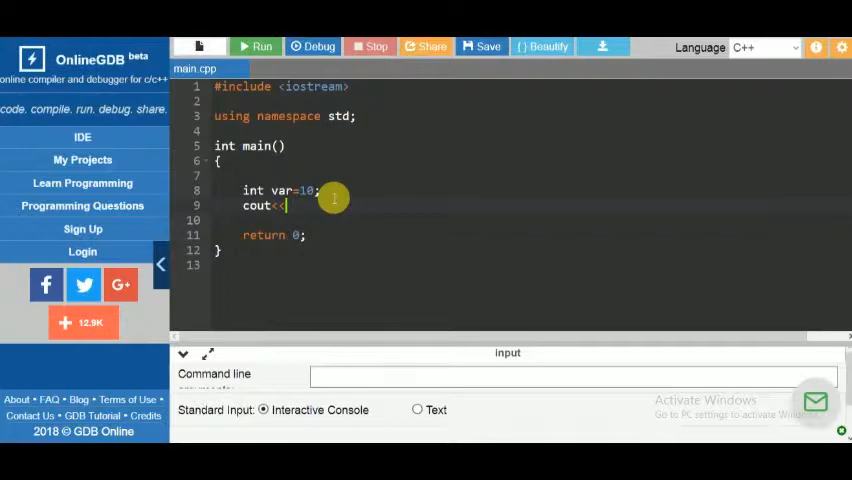 OnlineGDB beta
online compiler and debugger for c/c++
code. compile. run. debug. share.
IDE
My Projects
Learn Programming
Programming Questions
Sign Up
Login
f
G+
+ 12.9K
About • FAQ • Blog • Terms of Use •
Contact Us • GDB Tutorial • Credits
2018 © GDB Online
Run
Debug
Stop
Share
Save
{ } Beautify
Language
C++
main.cpp
1 #include <iostream>
2
3 using namespace std;
4
5 int main()
6 {
7
8 int var=10;
9 cout<<
10
11 return 0;
12 }
13
input
Command line
Standard Input:
Interactive Console
Text
Activate Windows
Go to PC settings to activate Windows.